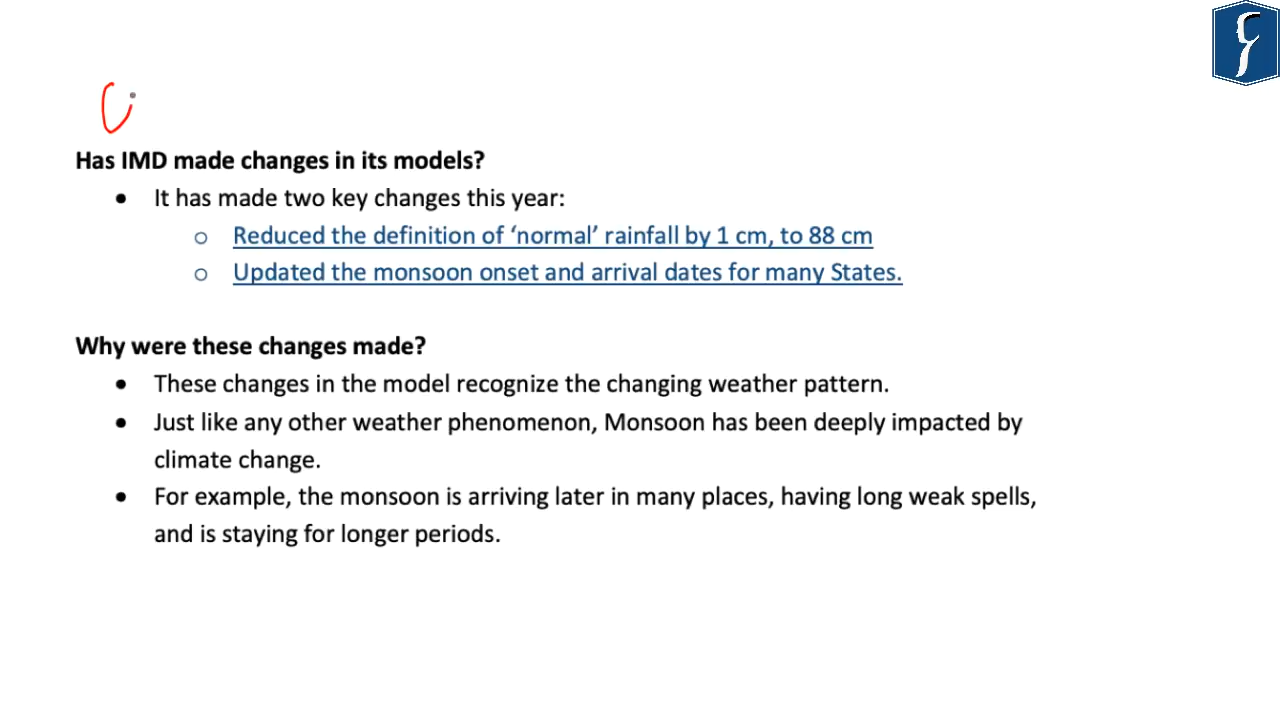 Has IMD made changes in its models?
• It has made two key changes this year:
o Reduced the definition of ‘normal’ rainfall by 1 cm, to 88 cm
o Updated the monsoon onset and arrival dates for many States.
Why were these changes made?
• These changes in the model recognize the changing weather pattern.
• Just like any other weather phenomenon, Monsoon has been deeply impacted by
climate change.
• For example, the monsoon is arriving later in many places, having long weak spells,
and is staying for longer periods.